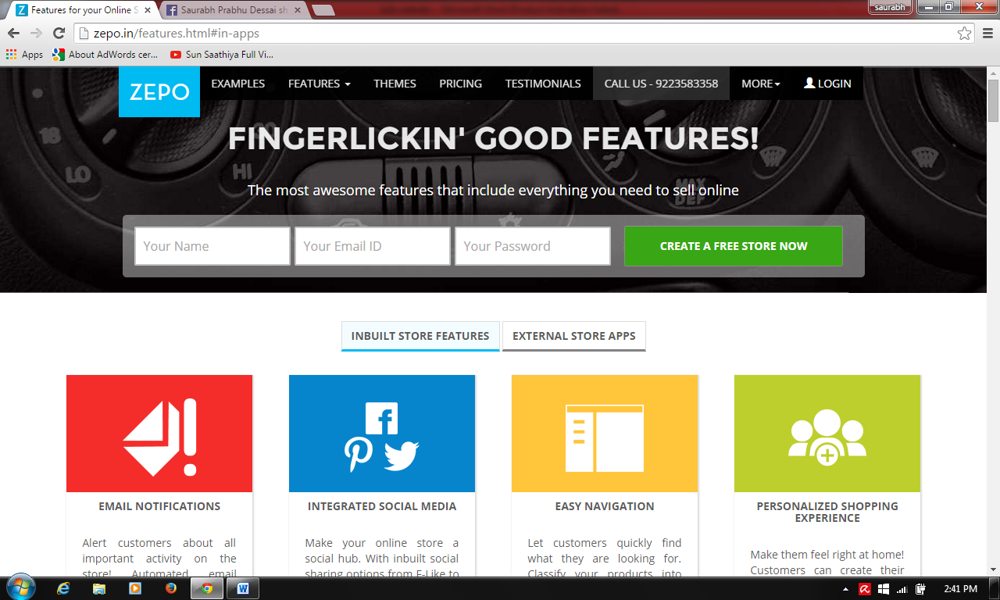 Features for your Online S
Saurabh Prabhu Dessai sh
saurabh
zepo.in/features.html#in-apps
Apps
About AdWords cer...
Sun Saathiya Full Vi...
ZEPO
EXAMPLES
FEATURES
THEMES
PRICING
TESTIMONIALS
CALL US - 9223583358
MORE
LOGIN
FINGERLICKIN' GOOD FEATURES!
18
LO
HI
MAX
DEF
The most awesome features that include everything you need to sell online
Your Name
Your Email ID
Your Password
CREATE A FREE STORE NOW
INBUILT STORE FEATURES
EXTERNAL STORE APPS
EMAIL NOTIFICATIONS
Alert customers about all
important activity on the
store! Automated email
INTEGRATED SOCIAL MEDIA
Make your online store a
social hub. With inbuilt social
sharing options from F-Like to
EASY NAVIGATION
Let customers quickly find
what they are looking for.
Classify your products into
PERSONALIZED SHOPPING
EXPERIENCE
Make them feel right at home!
Customers can create their
2:41 PM